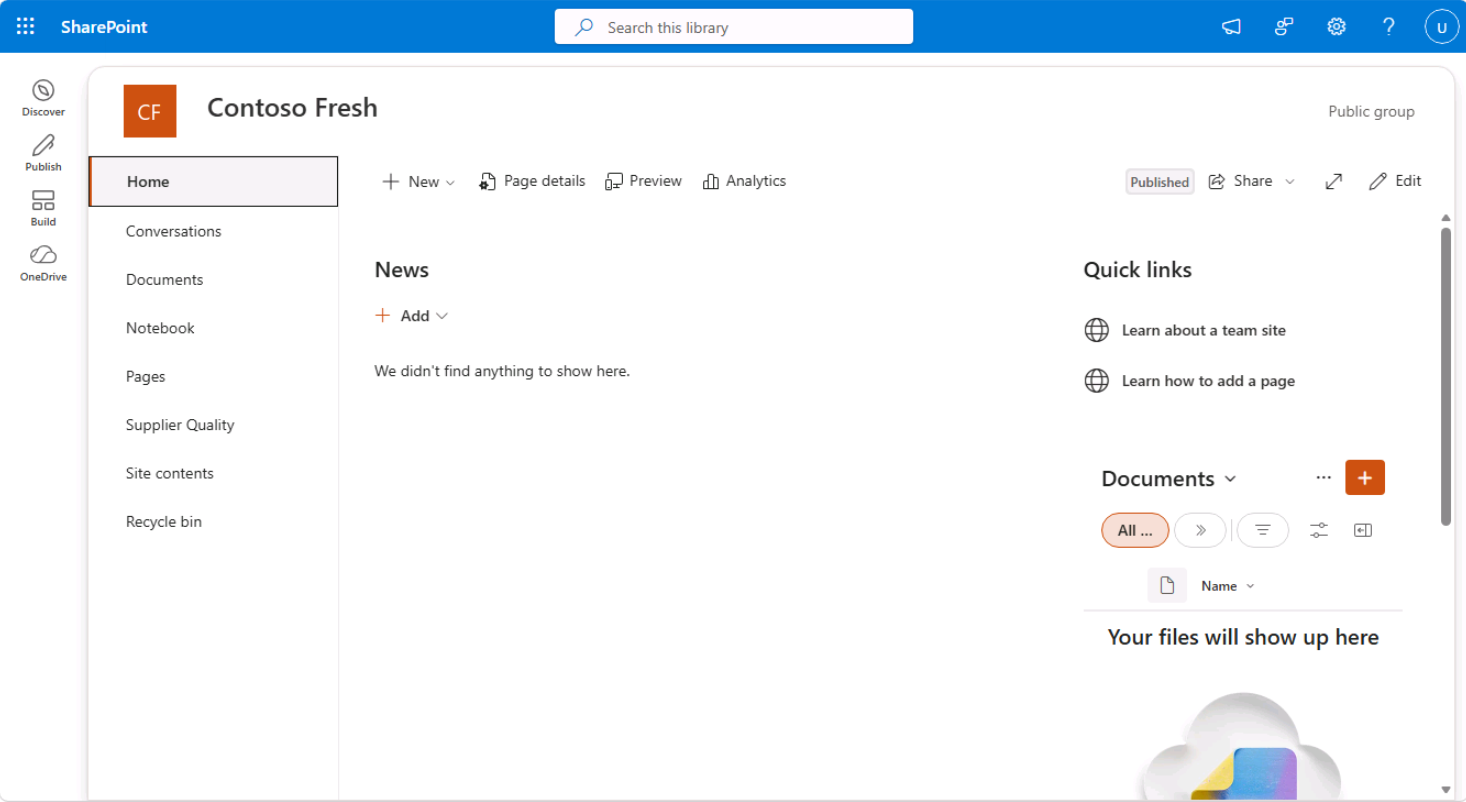 SharePoint
Search this library
U
Discover
Publish
Build
OneDrive
CF
Contoso Fresh
Public group
Home
Conversations
Documents
Notebook
Pages
Supplier Quality
Site contents
Recycle bin
New
Page details
Preview
Analytics
Published
Share
Edit
News
Add
We didn't find anything to show here.
Quick links
Learn about a team site
Learn how to add a page
Documents
All ...
Name
Your files will show up here